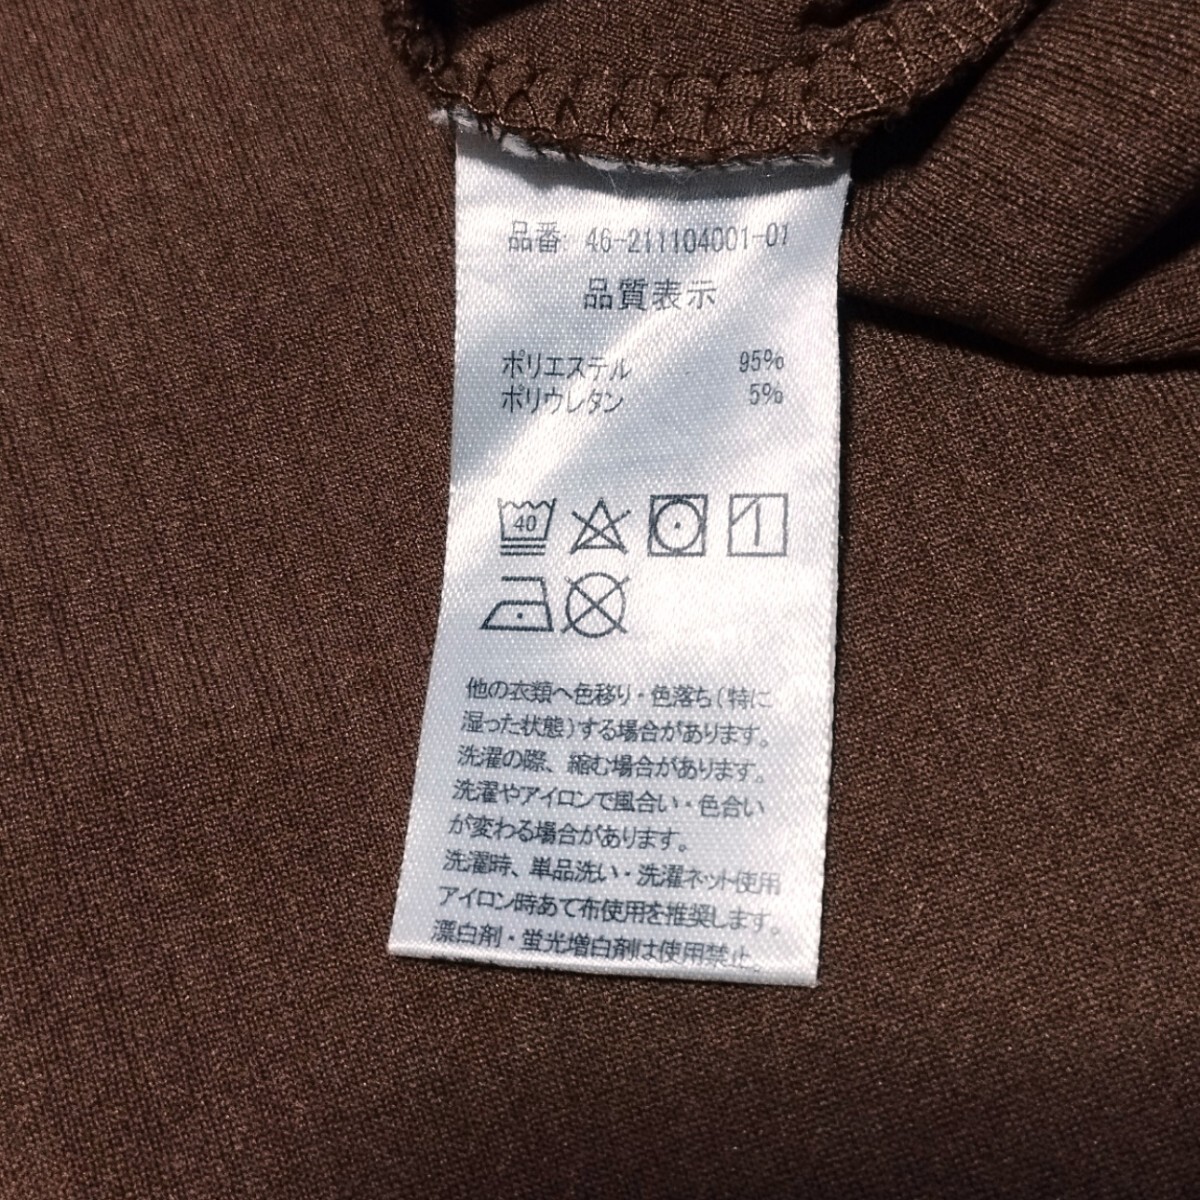 品番: 46-211104001-01
品質表示
ポリエステル 95%
ポリウレタン 5%
40
他の衣類へ色移り・色落ち(特に
湿った状態)する場合があります。
洗濯の際、縮む場合があります。
洗濯やアイロンで風合い・色合い
が変わる場合があります。
洗濯時、単品洗い・洗濯ネット使用
アイロン時あて布使用を推奨します。
漂白剤・蛍光増白剤は使用禁止。